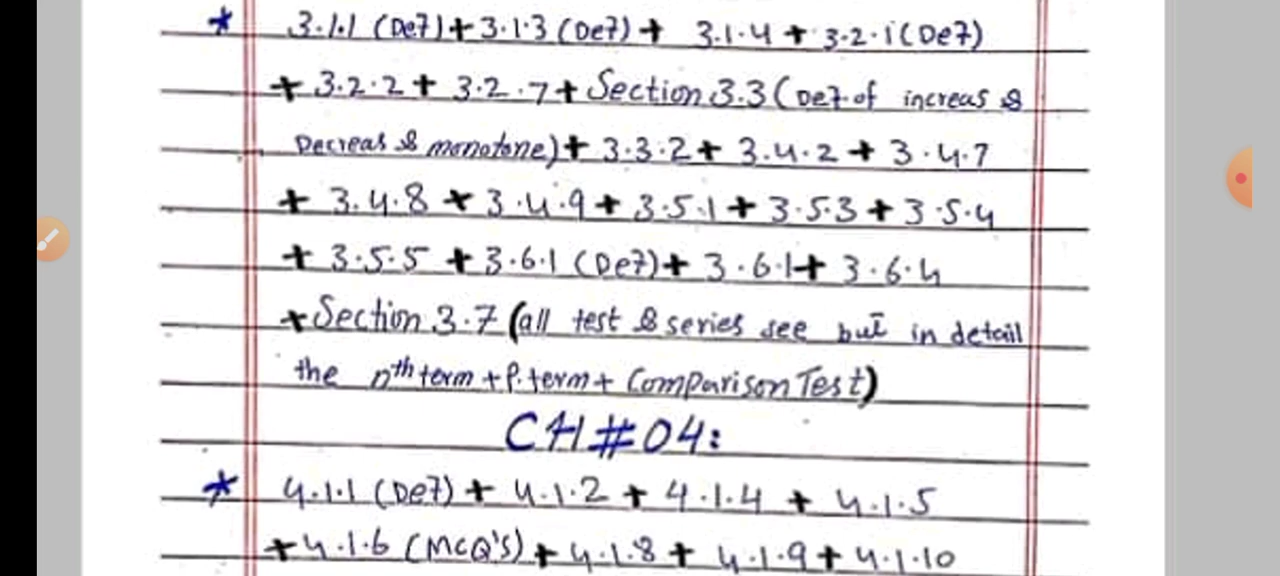 * 3.1.1 (Def) + 3.1.3 (Def) + 3.1.4 + 3.2.1 (Def)
+ 3.2.2 + 3.2.7 + Section 3.3 (Def. of increas &
Decreas & monotone) + 3.3.2 + 3.4.2 + 3.4.7
+ 3.4.8 + 3.4.9 + 3.5.1 + 3.5.3 + 3.5.4
+ 3.5.5 + 3.6.1 (Def) + 3.6.1 + 3.6.4
+ Section 3.7 (all test & series see but in detail
the nth term + P. term + Comparison Test)
CH#04:
* 4.1.1 (Def) + 4.1.2 + 4.1.4 + 4.1.5
+ 4.1.6 (MCQ's) + 4.1.8 + 4.1.9 + 4.1.10